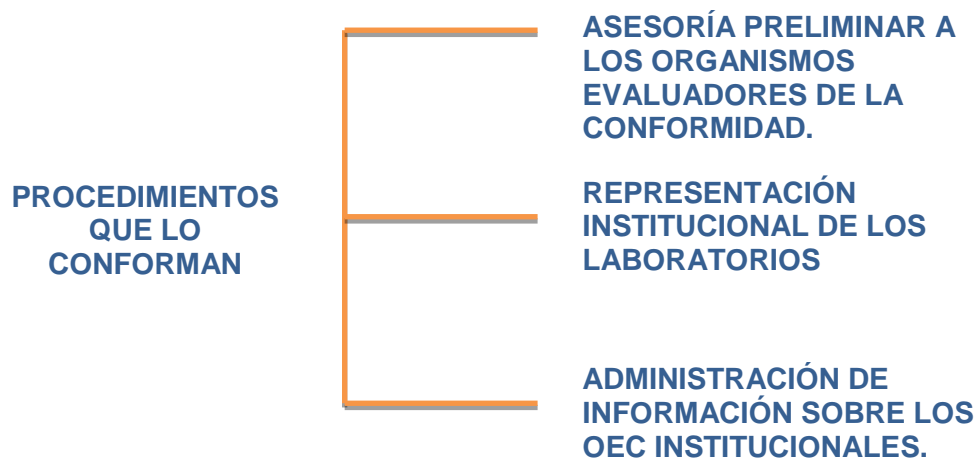 PROCEDIMIENTOS
QUE LO
CONFORMAN
ASESORÍA PRELIMINAR A
LOS ORGANISMOS
EVALUADORES DE LA
CONFORMIDAD.
REPRESENTACIÓN
INSTITUCIONAL DE LOS
LABORATORIOS
ADMINISTRACIÓN DE
INFORMACIÓN SOBRE LOS
OEC INSTITUCIONALES.